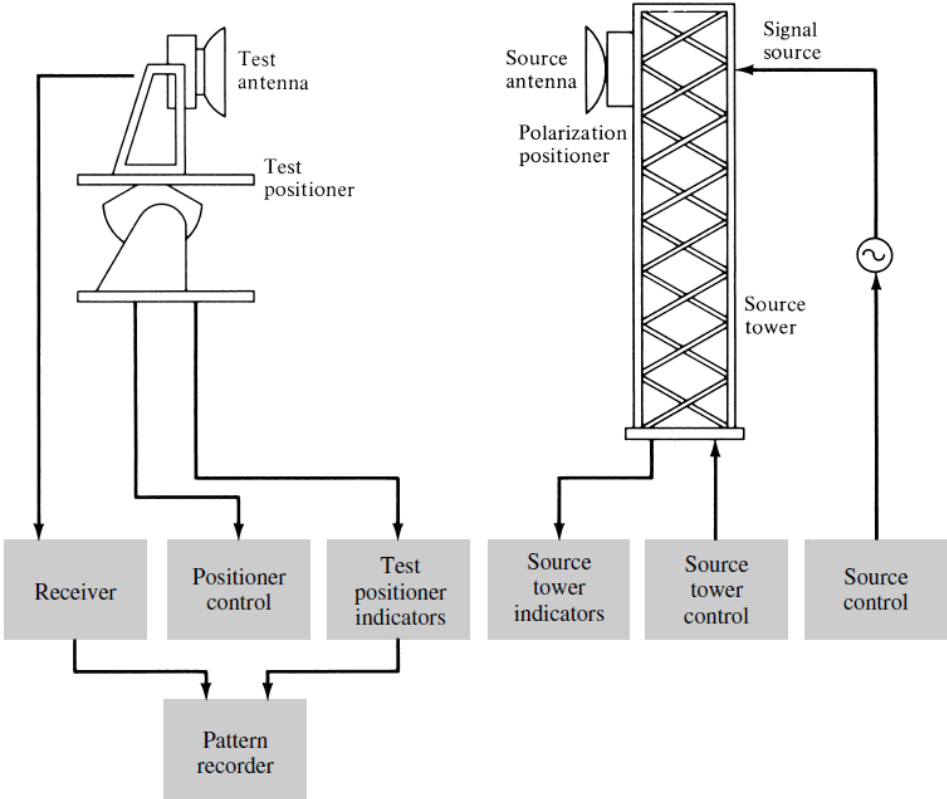 Test
antenna
Test
positioner
Source
antenna
Polarization
positioner
Signal
source
Source
tower
Receiver
Positioner
control
Test
positioner
indicators
Source
tower
indicators
Source
tower
control
Source
control
Pattern
recorder